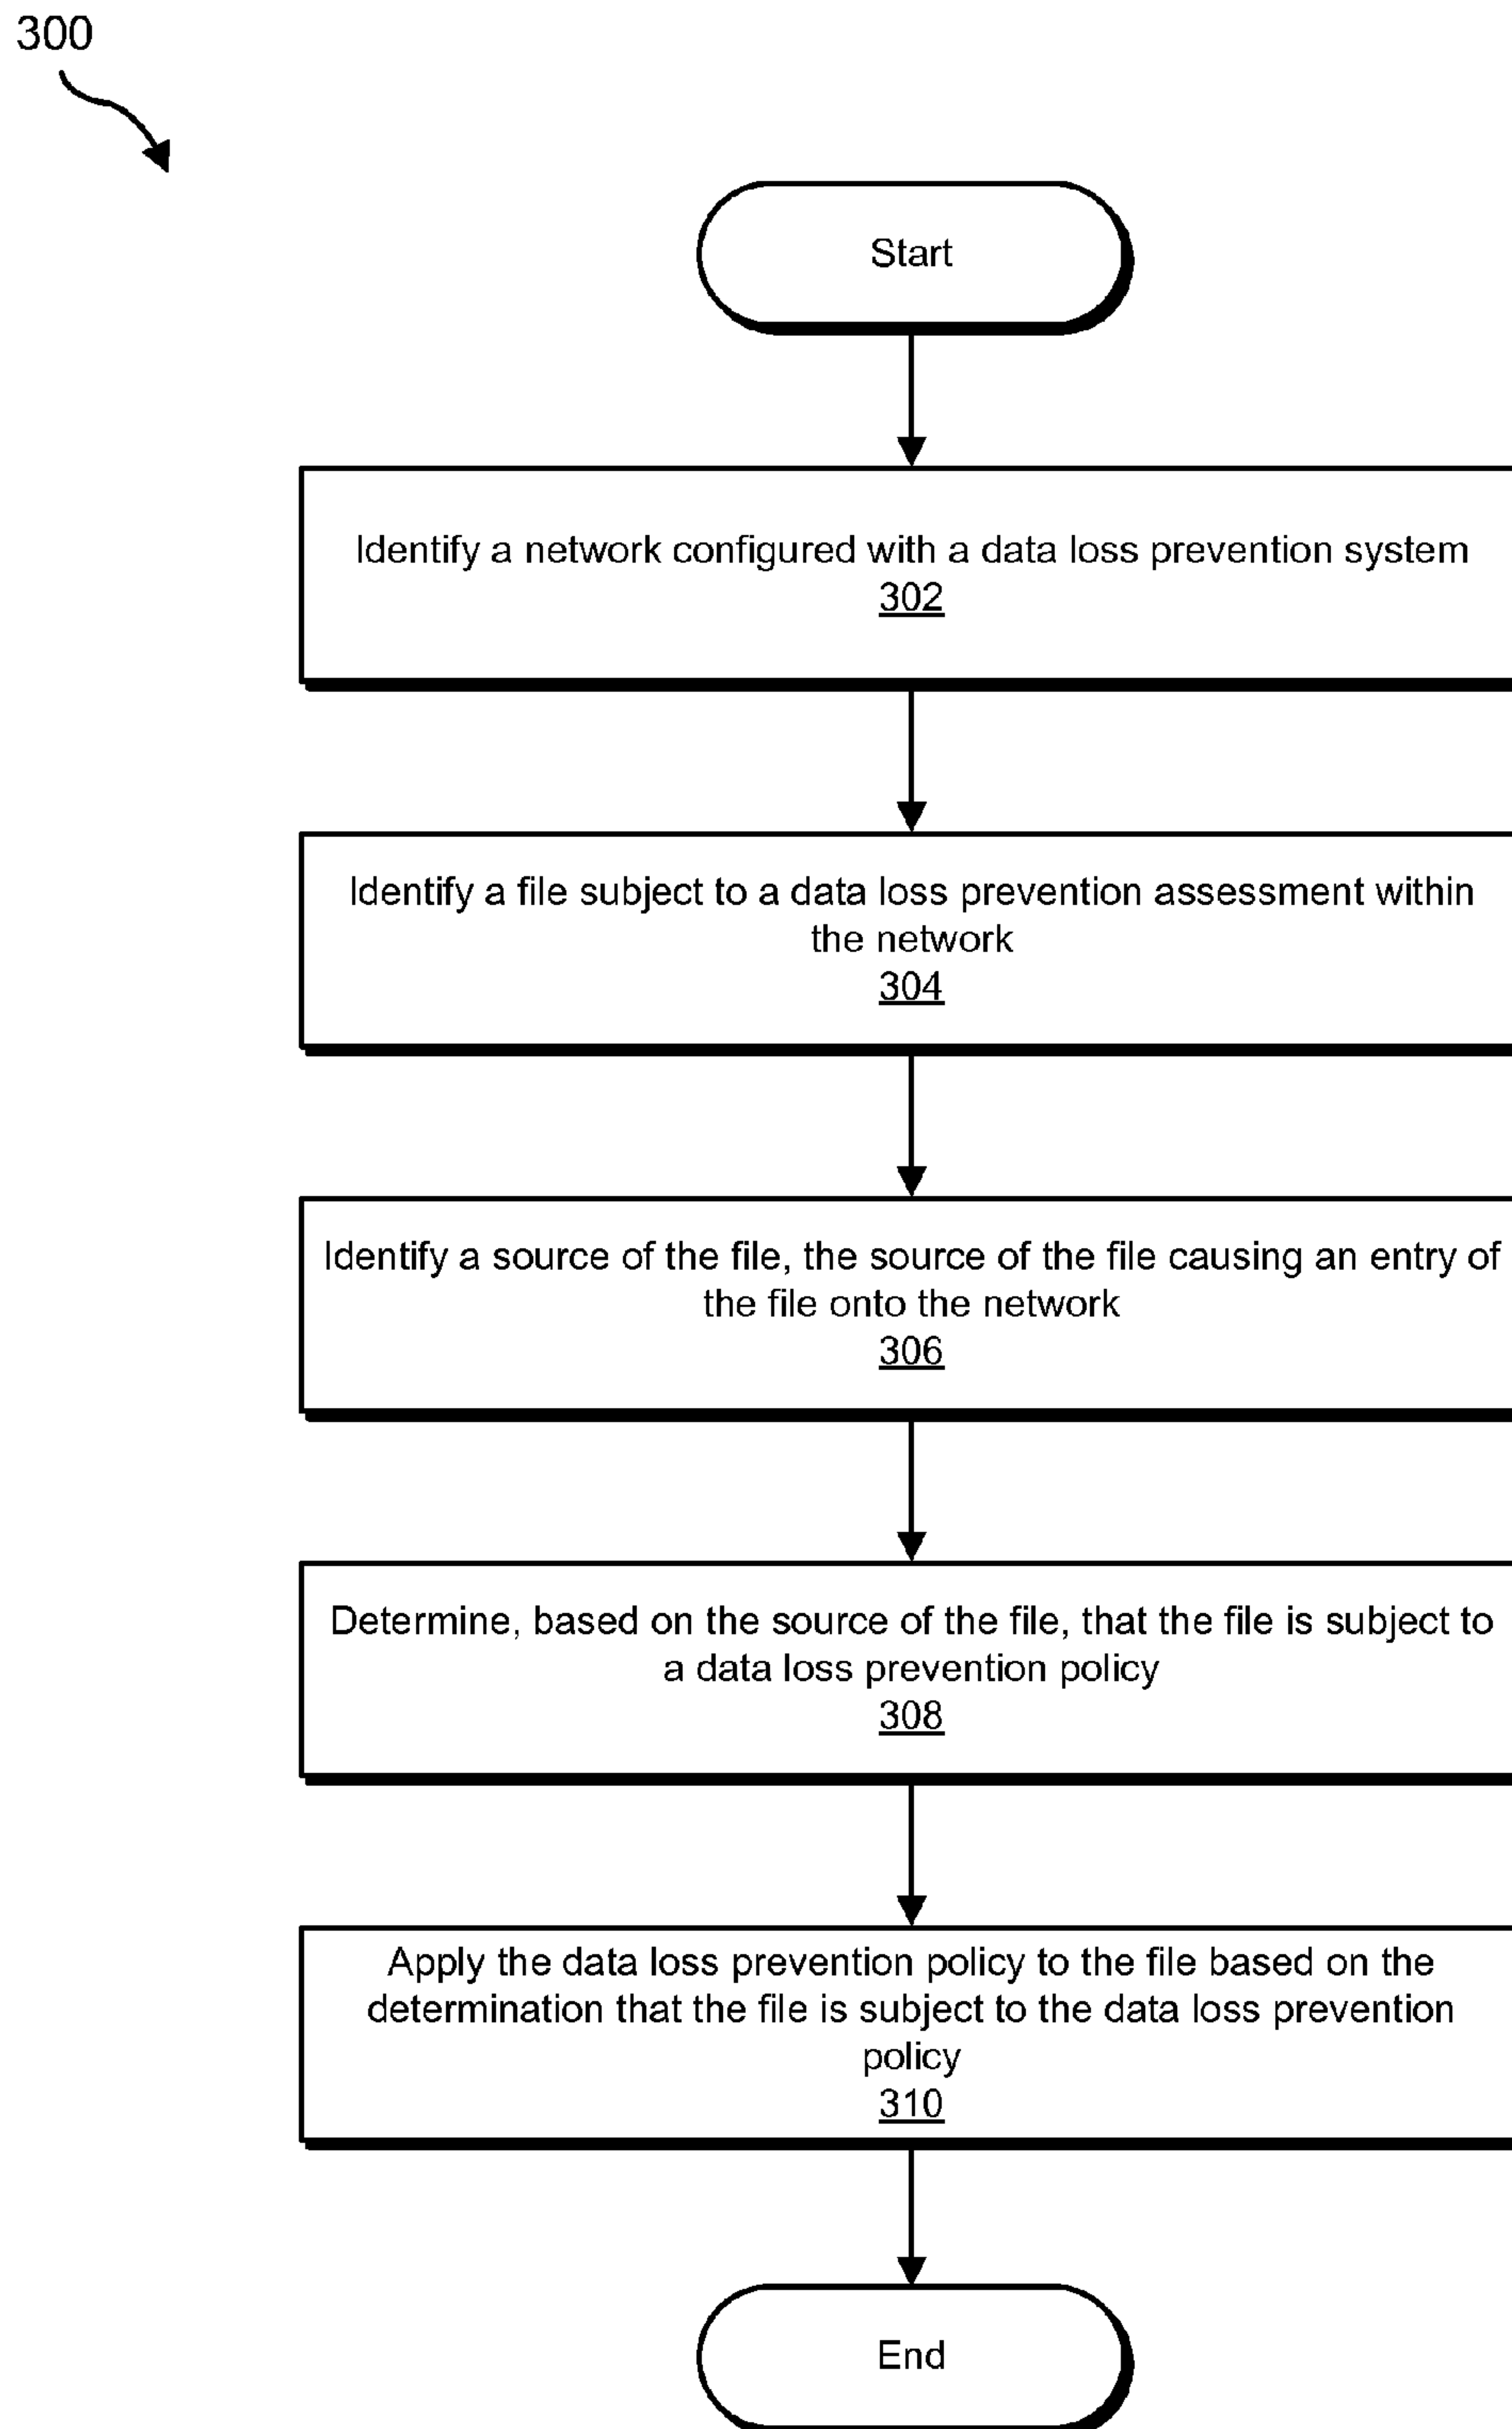 300
Start
Identify a network configured with a data loss prevention system
302
Identify a file subject to a data loss prevention assessment within
the network
304
Identify a source of the file, the source of the file causing an entry of
the file onto the network
306
Determine, based on the source of the file, that the file is subject to
a data loss prevention policy
308
Apply the data loss prevention policy to the file based on the
determination that the file is subject to the data loss prevention
policy
310
End